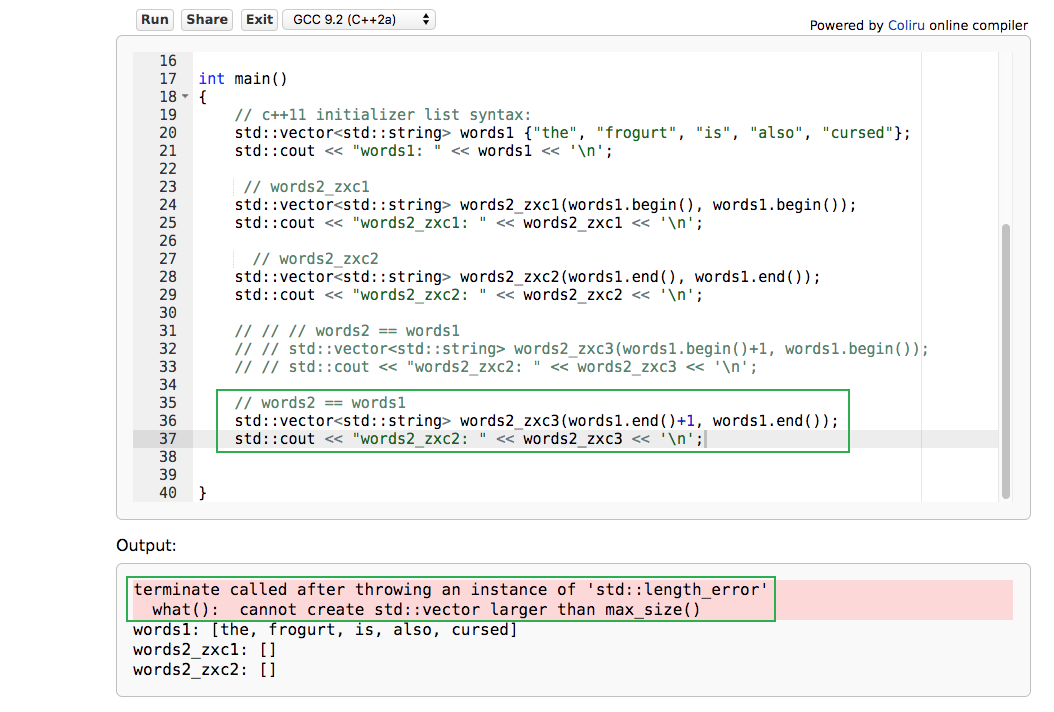 Run Share Exit GCC 9.2 (C++2a)
Powered by Coliru online compiler
16
17 int main()
18 {
19     // c++11 initializer list syntax:
20     std::vector<std::string> words1 {"the", "frogurt", "is", "also", "cursed"};
21     std::cout << "words1: " << words1 << '\n';
22
23      // words2_zxc1
24     std::vector<std::string> words2_zxc1(words1.begin(), words1.begin());
25     std::cout << "words2_zxc1: " << words2_zxc1 << '\n';
26
27       // words2_zxc2
28     std::vector<std::string> words2_zxc2(words1.end(), words1.end());
29     std::cout << "words2_zxc2: " << words2_zxc2 << '\n';
30
31     // // // words2 == words1
32     // // std::vector<std::string> words2_zxc3(words1.begin()+1, words1.begin());
33     // // std::cout << "words2_zxc2: " << words2_zxc3 << '\n';
34
35     // words2 == words1
36     std::vector<std::string> words2_zxc3(words1.end()+1, words1.end());
37     std::cout << "words2_zxc2: " << words2_zxc3 << '\n';
38
39
40 }
Output:
terminate called after throwing an instance of 'std::length_error'
  what():  cannot create std::vector larger than max_size()
words1: [the, frogurt, is, also, cursed]
words2_zxc1: []
words2_zxc2: []